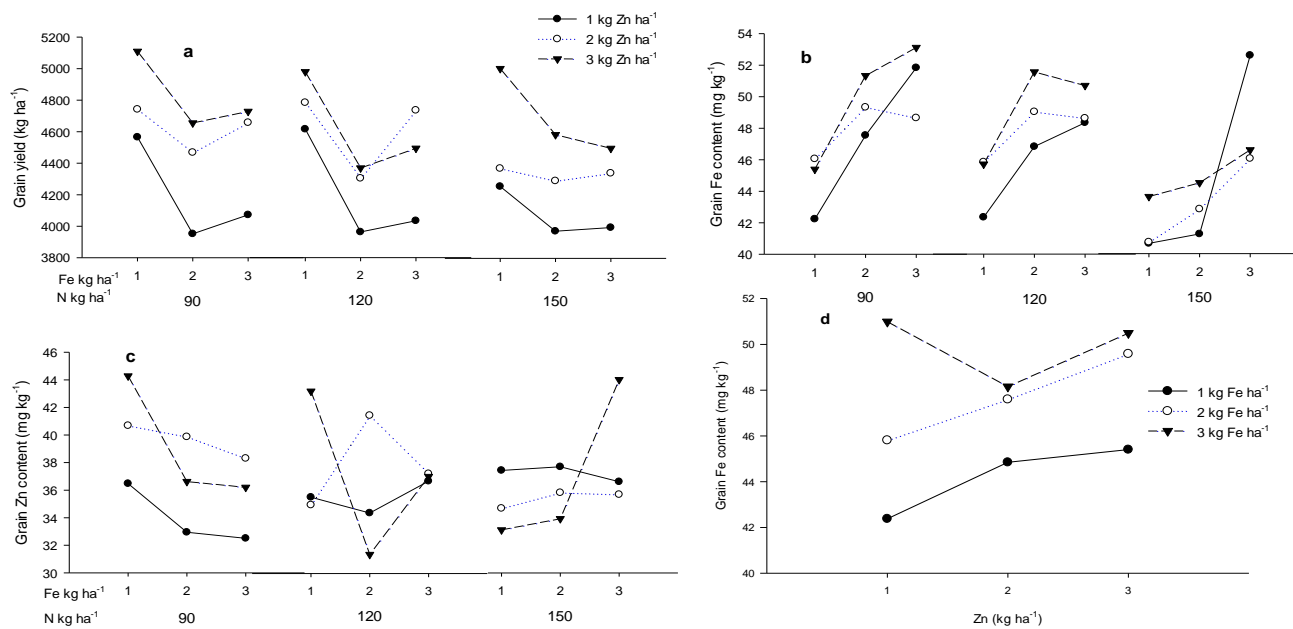 a
1 kg Zn ha-1
2 kg Zn ha-1
3 kg Zn ha-1
Grain yield (kg ha-1)
5200
5000
4800
4600
4400
4200
4000
3800
Fe kg ha-1 1 2 3 1 2 3 1 2 3
N kg ha-1 90 120 150
b
Grain Fe content (mg kg-1)
54
52
50
48
46
44
42
40
1 2 3 1 2 3 1 2 3
90 120 150
c
Grain Zn content (mg kg-1)
46
44
42
40
38
36
34
32
30
Fe kg ha-1 1 2 3 1 2 3 1 2 3
N kg ha-1 90 120 150
d
Grain Fe content (mg kg-1)
52
50
48
46
44
42
40
1 kg Fe ha-1
2 kg Fe ha-1
3 kg Fe ha-1
1 2 3
Zn (kg ha-1)